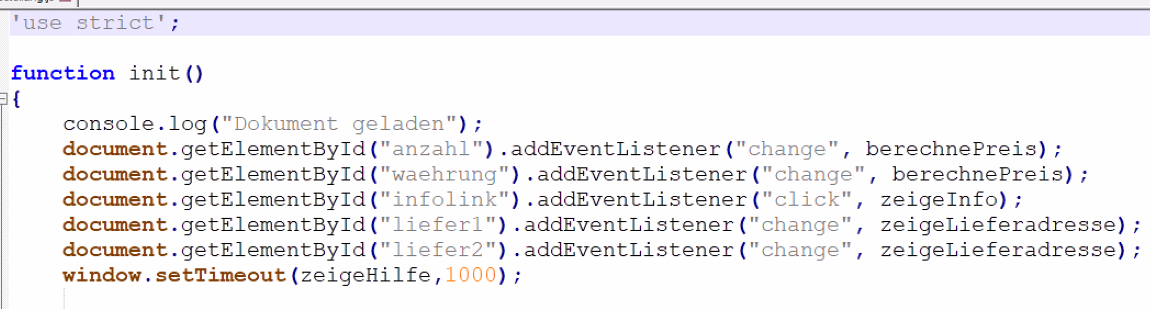 'use strict';
function init()
{
console.log("Dokument geladen");
document.getElementById("anzahl").addEventListener("change", berechnePreis);
document.getElementById("waehrung").addEventListener("change", berechnePreis);
document.getElementById("infolink").addEventListener("click", zeigeInfo);
document.getElementById("liefer1").addEventListener("change", zeigeLieferadresse);
document.getElementById("liefer2").addEventListener("change", zeigeLieferadresse);
window.setTimeout(zeigeHilfe,1000);